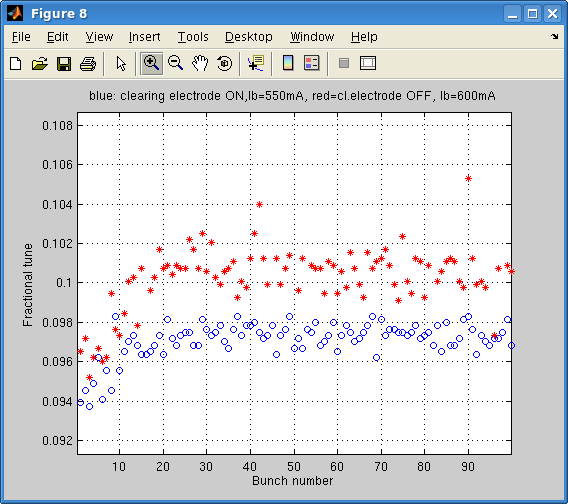 Figure 8
File Edit View Insert Tools Desktop Window Help
blue: clearing electrode ON,Ib=550mA, red=cl.electrode OFF, Ib=600mA
0.108
0.106
0.104
0.102
0.1
0.098
0.096
0.094
0.092
Fractional tune
10 20 30 40 50 60 70 80 90
Bunch number